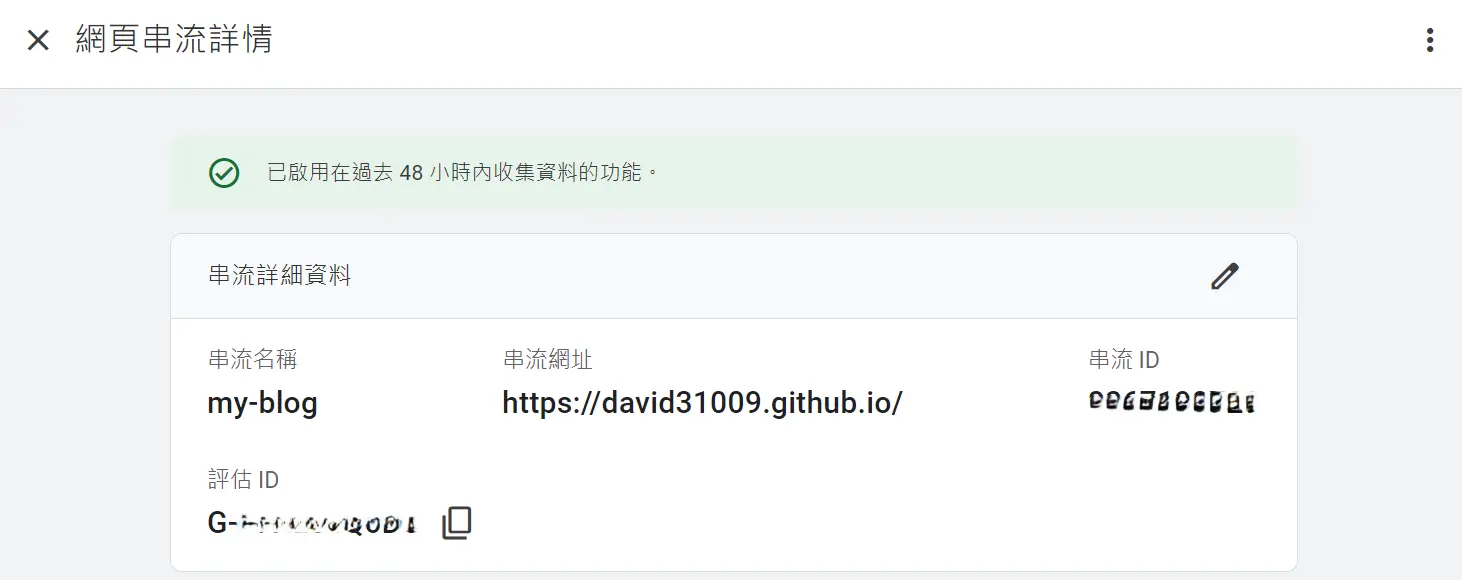 網頁串流詳情
已啟用在過去 48 小時內收集資料的功能。
串流詳細資料
串流名稱 串流網址 串流 ID
my-blog https://david31009.github.io/
評估 ID
G-